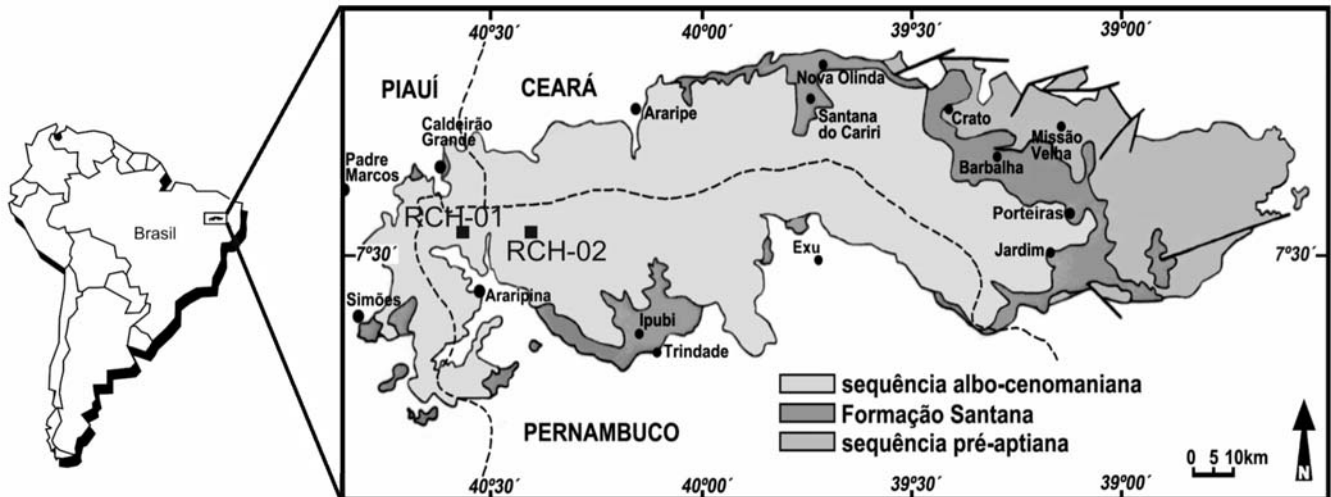 40°30´ 40°00´ 39°30´ 39°00´
PIAUÍ CEARÁ
Nova Olinda
Caldeirão
Grande
Araripe
Santana
do Cariri
Crato
Missão
Velha
Padre
Marcos
Barbalha
Brasil
RCH-01
RCH-02
Porteiras
Exu
Jardim
7°30´ 7°30´
Simões
Araripina
Ipubi
Trindade
sequência albo-cenomaniana
Formação Santana
sequência pré-aptiana
PERNAMBUCO
0 5 10km
N
40°30´ 40°00´ 39°30´ 39°00´